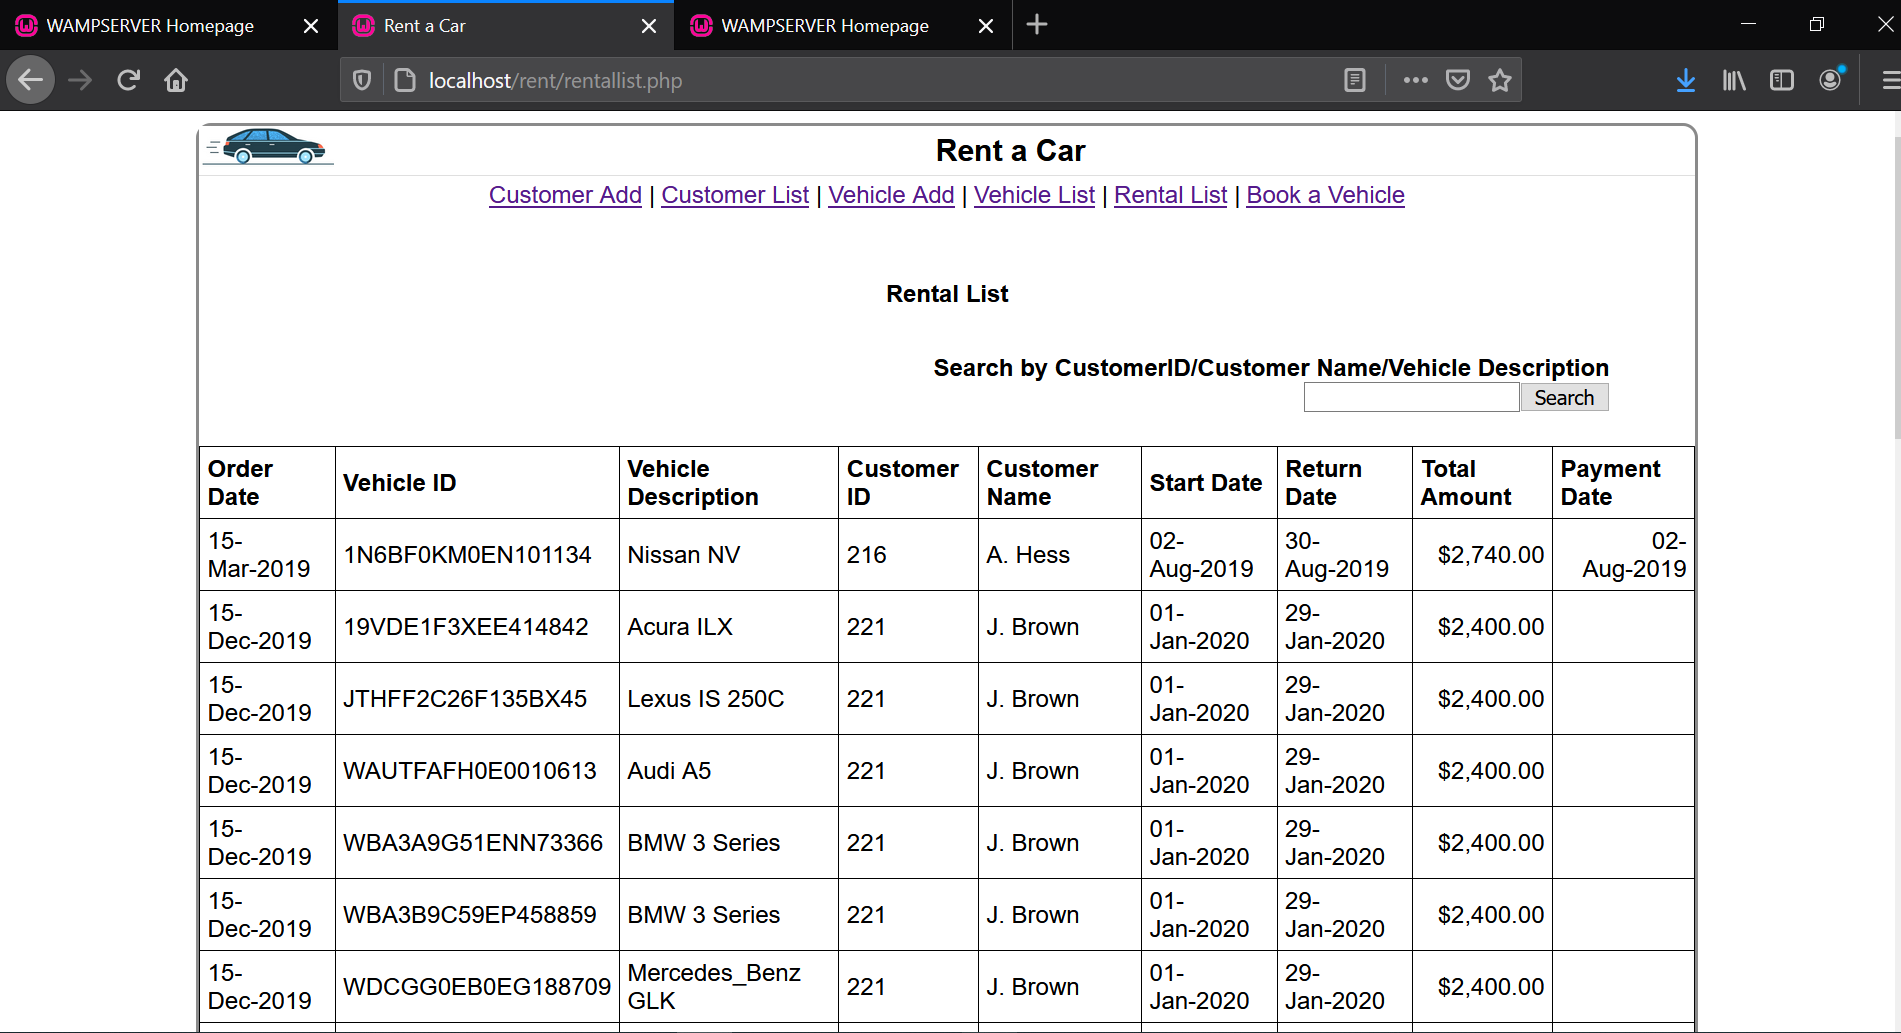 WAMPSERVER Homepage
Rent a Car
WAMPSERVER Homepage
localhost/rent/rentallist.php
Rent a Car
Customer Add | Customer List | Vehicle Add | Vehicle List | Rental List | Book a Vehicle
Rental List
Search by CustomerID/Customer Name/Vehicle Description
Search
Order Date Vehicle ID Vehicle Description Customer ID Customer Name Start Date Return Date Total Amount Payment Date
15-Mar-2019 1N6BF0KM0EN101134 Nissan NV 216 A. Hess 02-Aug-2019 30-Aug-2019 $2,740.00 02-Aug-2019
15-Dec-2019 19VDE1F3XEE414842 Acura ILX 221 J. Brown 01-Jan-2020 29-Jan-2020 $2,400.00
15-Dec-2019 JTHFF2C26F135BX45 Lexus IS 250C 221 J. Brown 01-Jan-2020 29-Jan-2020 $2,400.00
15-Dec-2019 WAUTFAFH0E0010613 Audi A5 221 J. Brown 01-Jan-2020 29-Jan-2020 $2,400.00
15-Dec-2019 WBA3A9G51ENN73366 BMW 3 Series 221 J. Brown 01-Jan-2020 29-Jan-2020 $2,400.00
15-Dec-2019 WBA3B9C59EP458859 BMW 3 Series 221 J. Brown 01-Jan-2020 29-Jan-2020 $2,400.00
15-Dec-2019 WDCGG0EB0EG188709 Mercedes_Benz GLK 221 J. Brown 01-Jan-2020 29-Jan-2020 $2,400.00